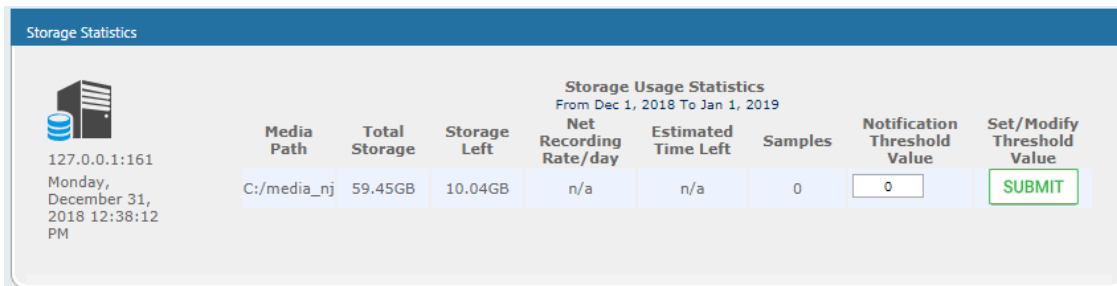 Storage Statistics
Storage Usage Statistics
From Dec 1, 2018 To Jan 1, 2019
Media Path Total Storage Storage Left Net Recording Rate/day Estimated Time Left Samples Notification Threshold Value Set/Modify Threshold Value
C:/media_nj 59.45GB 10.04GB n/a n/a 0 0 SUBMIT
127.0.0.1:161
Monday,
December 31,
2018 12:38:12
PM